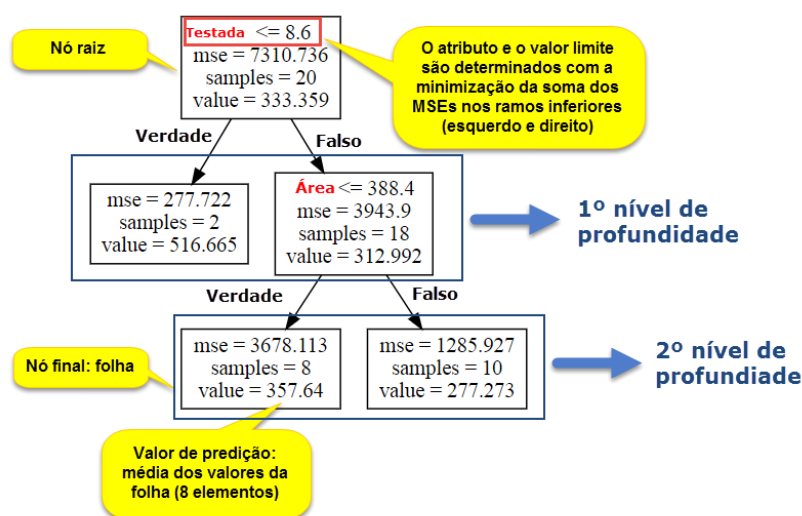 Nó raiz
Testada <= 8.6
mse = 7310.736
samples = 20
value = 333.359
O atributo e o valor limite
são determinados com a
minimização da soma dos
MSEs nos ramos inferiores
(esquerdo e direito)
Verdade
Falso
mse = 277.722
samples = 2
value = 516.665
Área <= 388.4
mse = 3943.9
samples = 18
value = 312.992
1º nível de
profundidade
Verdade
Falso
Nó final: folha
mse = 3678.113
samples = 8
value = 357.64
mse = 1285.927
samples = 10
value = 277.273
2º nível de
profundiade
Valor de predição:
média dos valores da
folha (8 elementos)